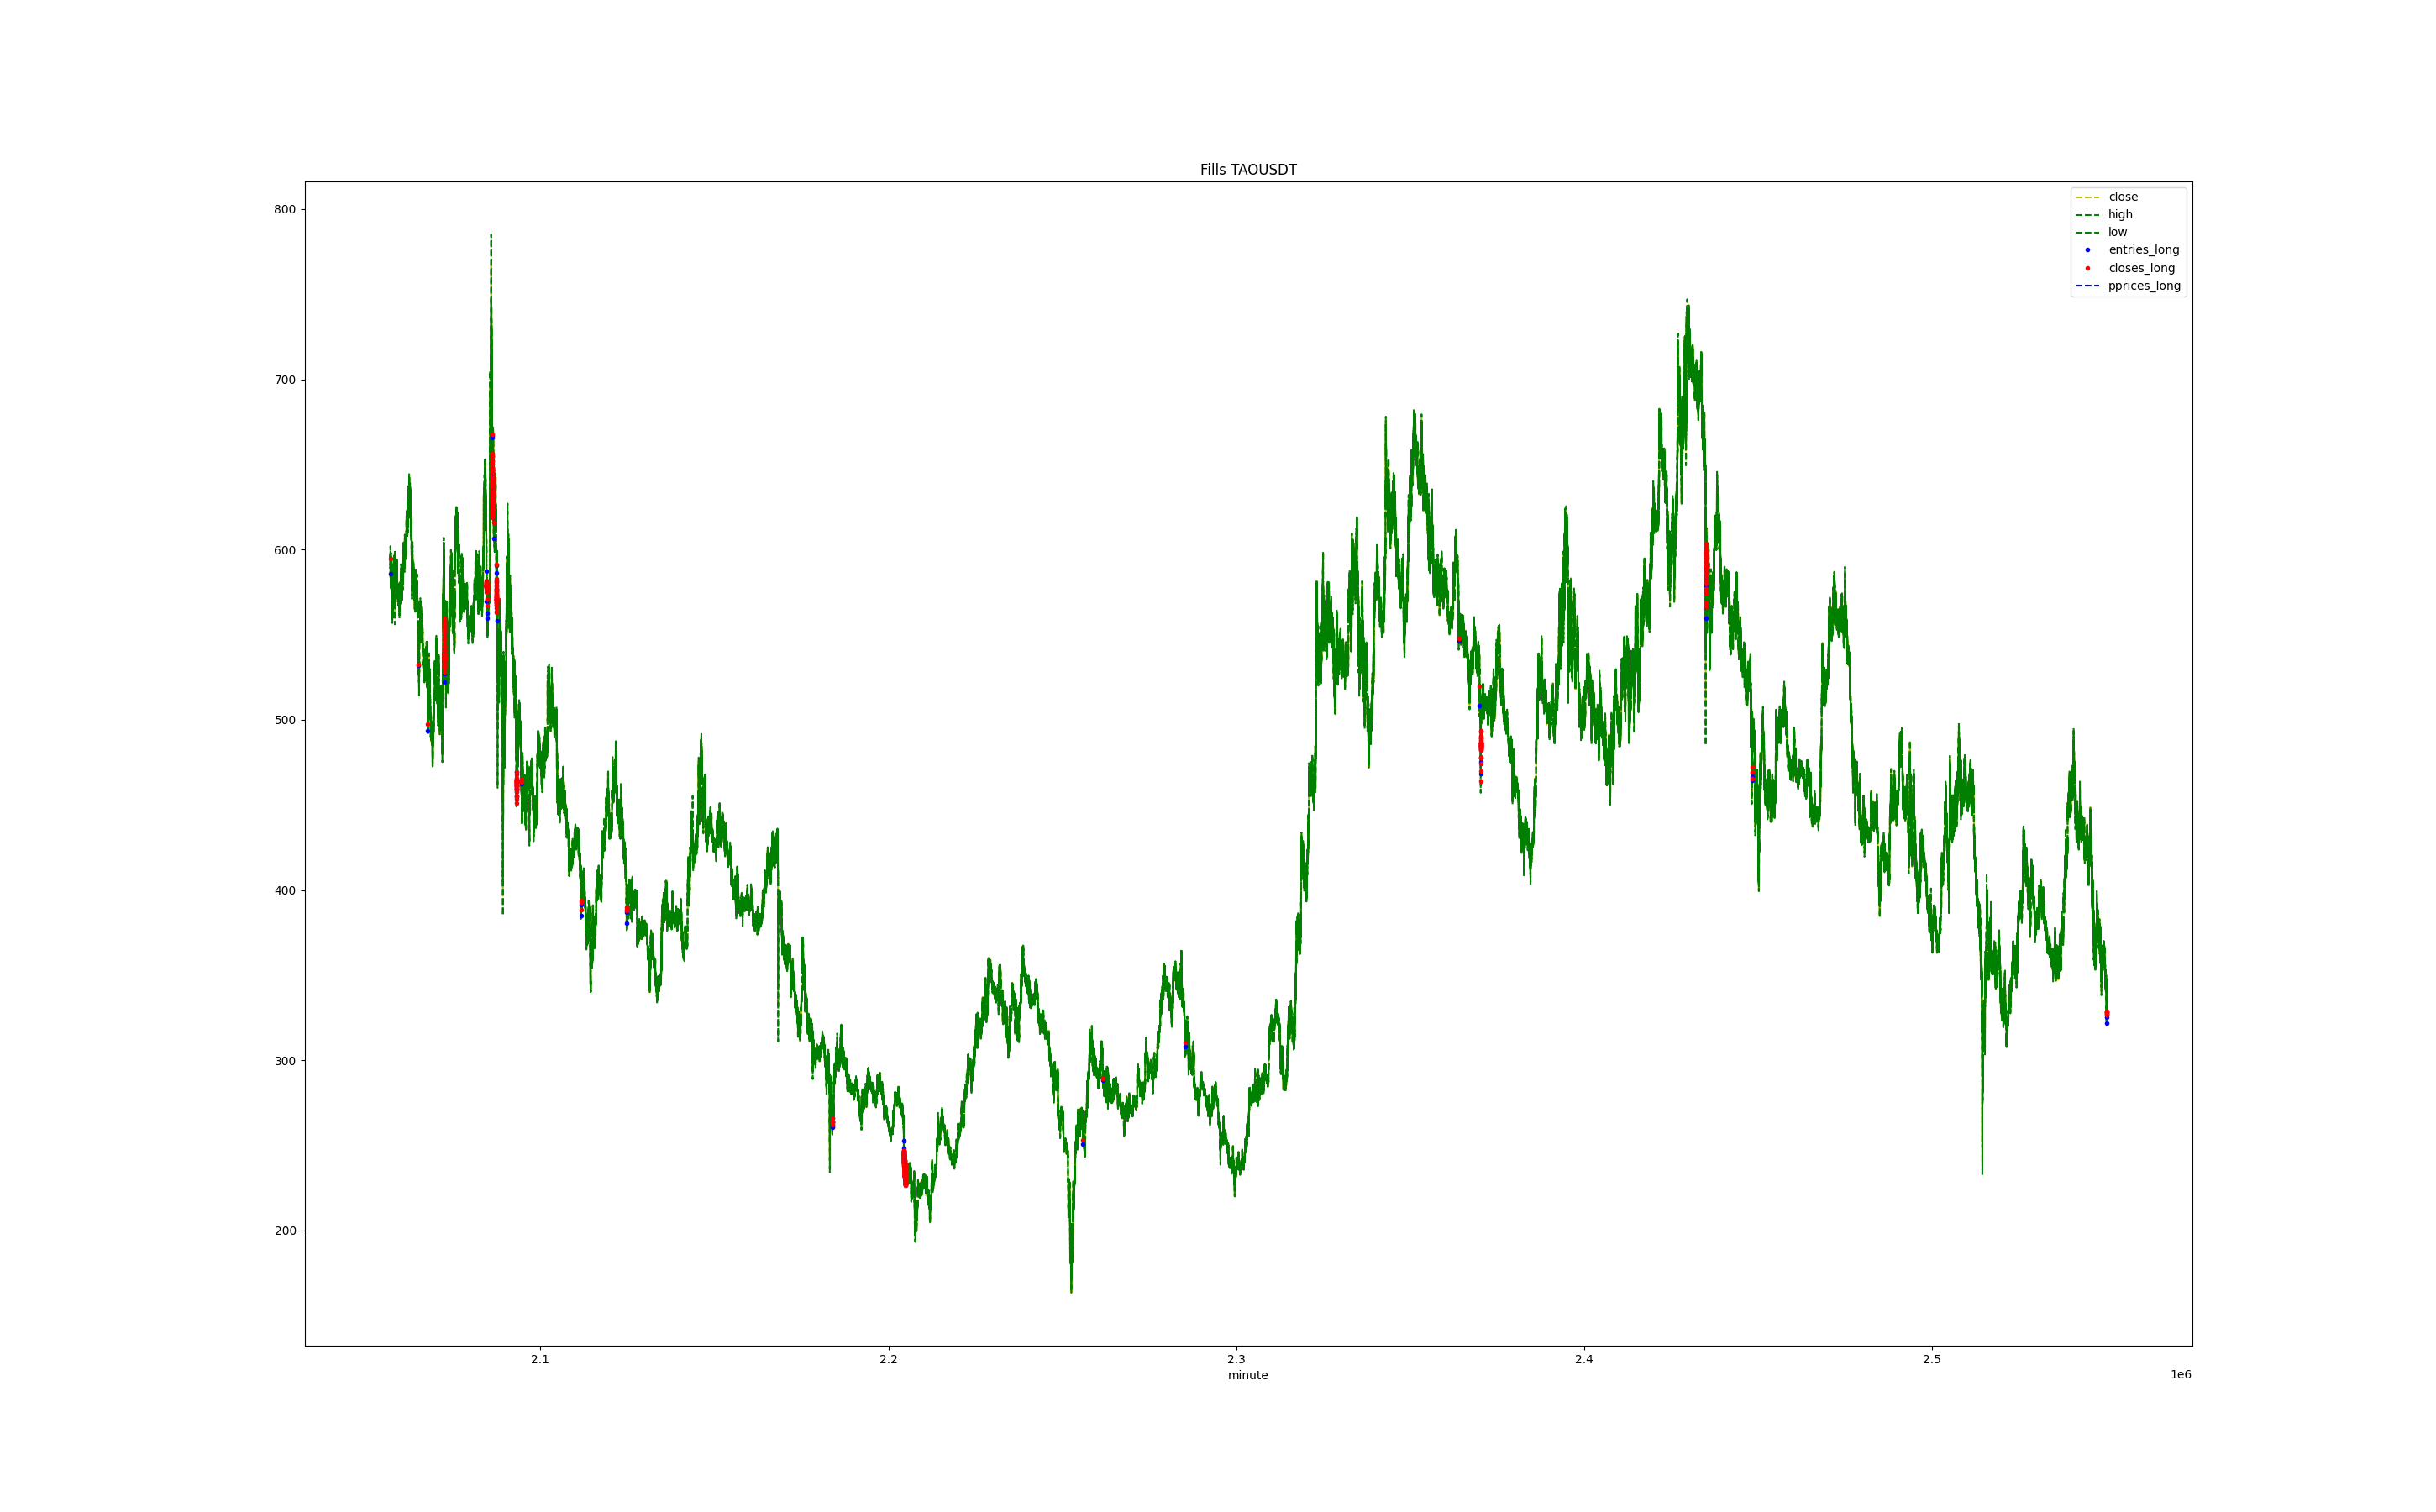 Fills TAOUSDT
800
700
600
500
400
300
200
close
high
low
entries_long
closes_long
pprices_long
2.1 2.2 2.3 2.4 2.5
minute
1e6